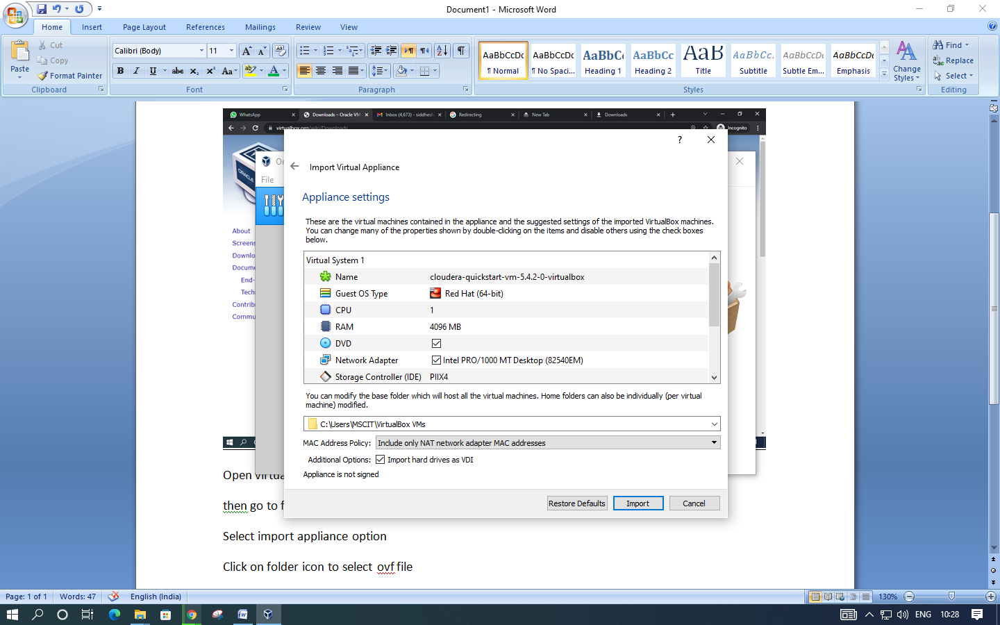 Document1 - Microsoft Word
Home Insert Page Layout References Mailings Review View
Paste
Cut
Copy
Format Painter
Clipboard
Calibri (Body) 11
B I U abe x₂ x² Aa
ab A
Font
Paragraph
AaBbCcDc AaBbCcDc AaBbC AaBbCc AaB AaBbCc. AaBbCcDc AaBbCcDc
¶ Normal ¶ No Spaci... Heading 1 Heading 2 Title Subtitle Subtle Em... Emphasis
Change Styles
Styles
Find
Replace
Select
Editing
WhatsApp Downloads – Oracle VM Inbox (4,673) - siddhesh Redirecting New Tab Downloads
virtualbox.org/wiki/Downloads Incognito
Or
File
About
Screens
Downlo
Docume
End-
Tech
Contrib
Commu
?
Import Virtual Appliance
Appliance settings
These are the virtual machines contained in the appliance and the suggested settings of the imported VirtualBox machines.
You can change many of the properties shown by double-clicking on the items and disable others using the check boxes
below.
Virtual System 1
Name cloudera-quickstart-vm-5.4.2-0-virtualbox
Guest OS Type Red Hat (64-bit)
CPU 1
RAM 4096 MB
DVD
Network Adapter Intel PRO/1000 MT Desktop (82540EM)
Storage Controller (IDE) PIIX4
You can modify the base folder which will host all the virtual machines. Home folders can also be individually (per virtual
machine) modified.
C:\Users\MSCIT\VirtualBox VMs
MAC Address Policy: Include only NAT network adapter MAC addresses
Additional Options: Import hard drives as VDI
Appliance is not signed
Restore Defaults Import Cancel
Open virtua
then go to f
Select import appliance option
Click on folder icon to select ovf file
Page: 1 of 1 Words: 47 English (India) 130%
ENG 10:28